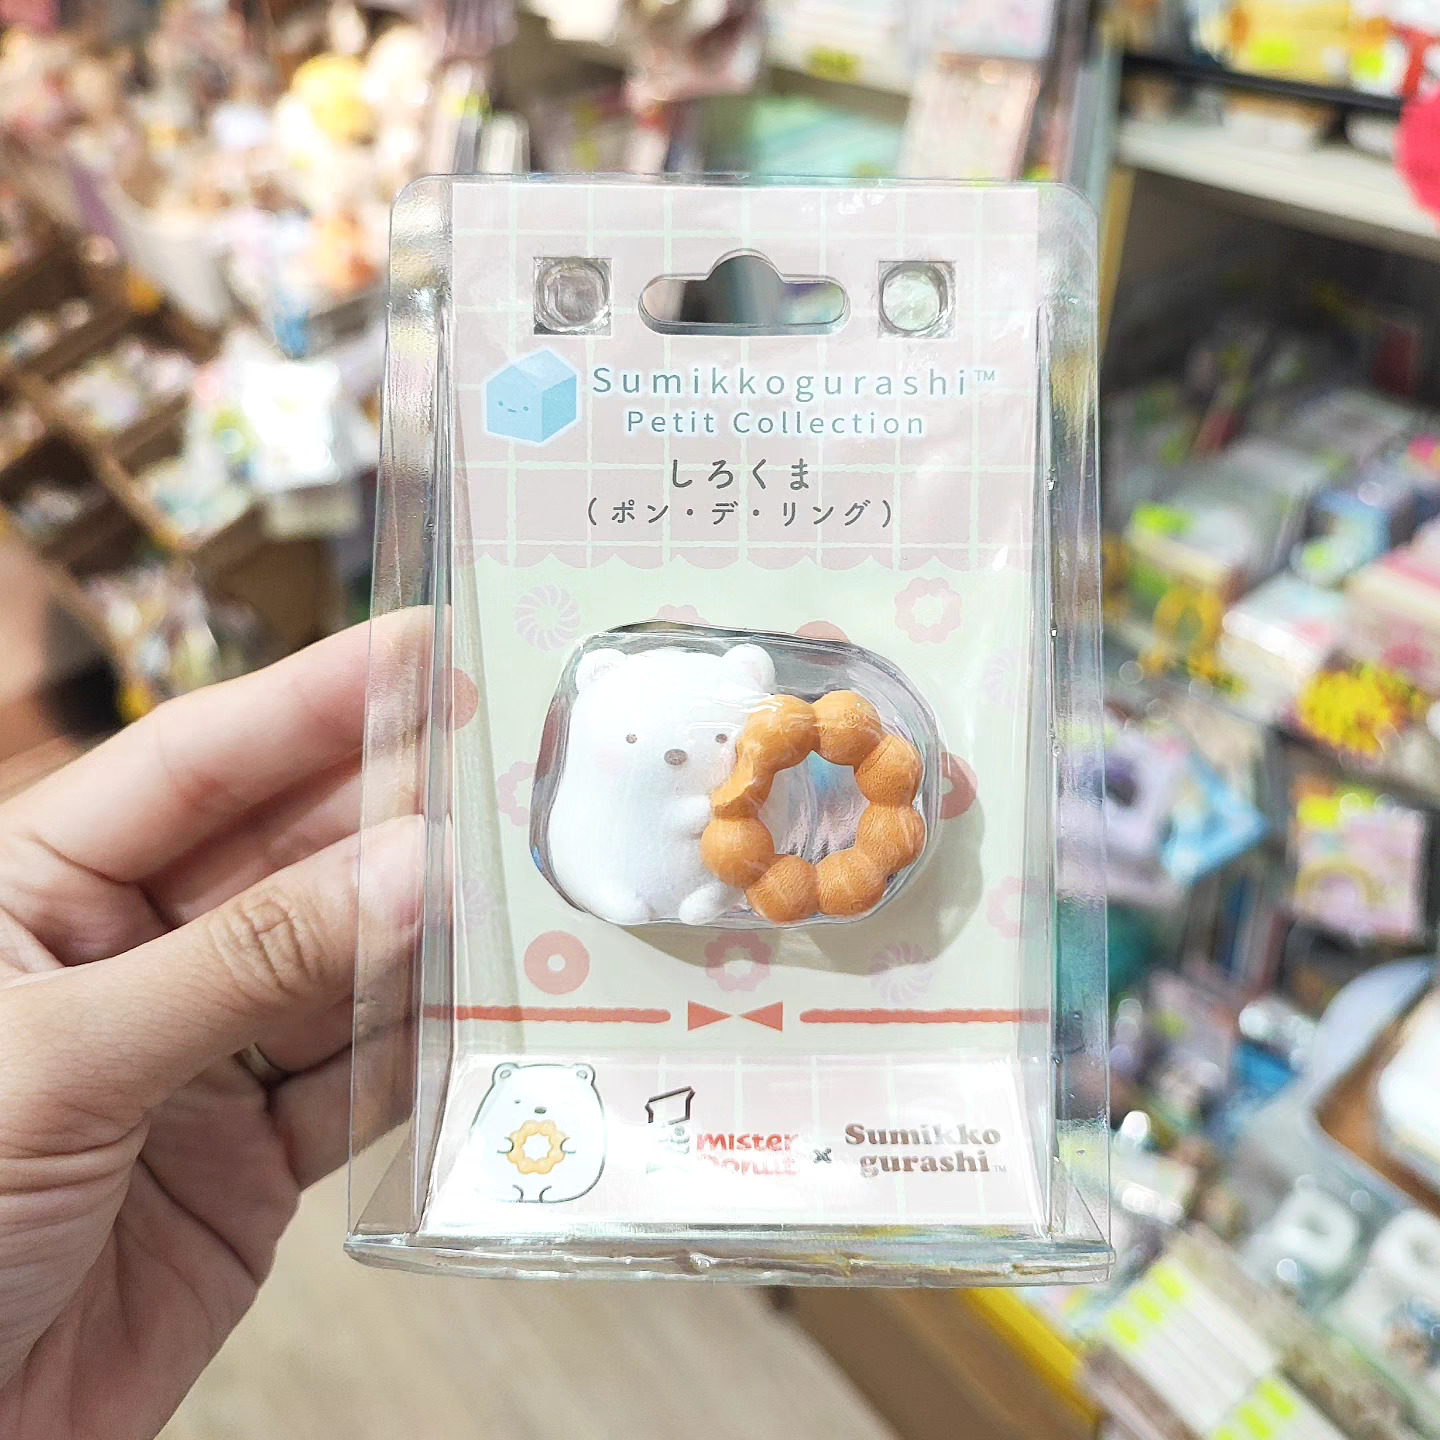 Sumikkogurashi™
Petit Collection
しろくま
(ポン・デ・リング)
mister Donut × Sumikko
gurashi™